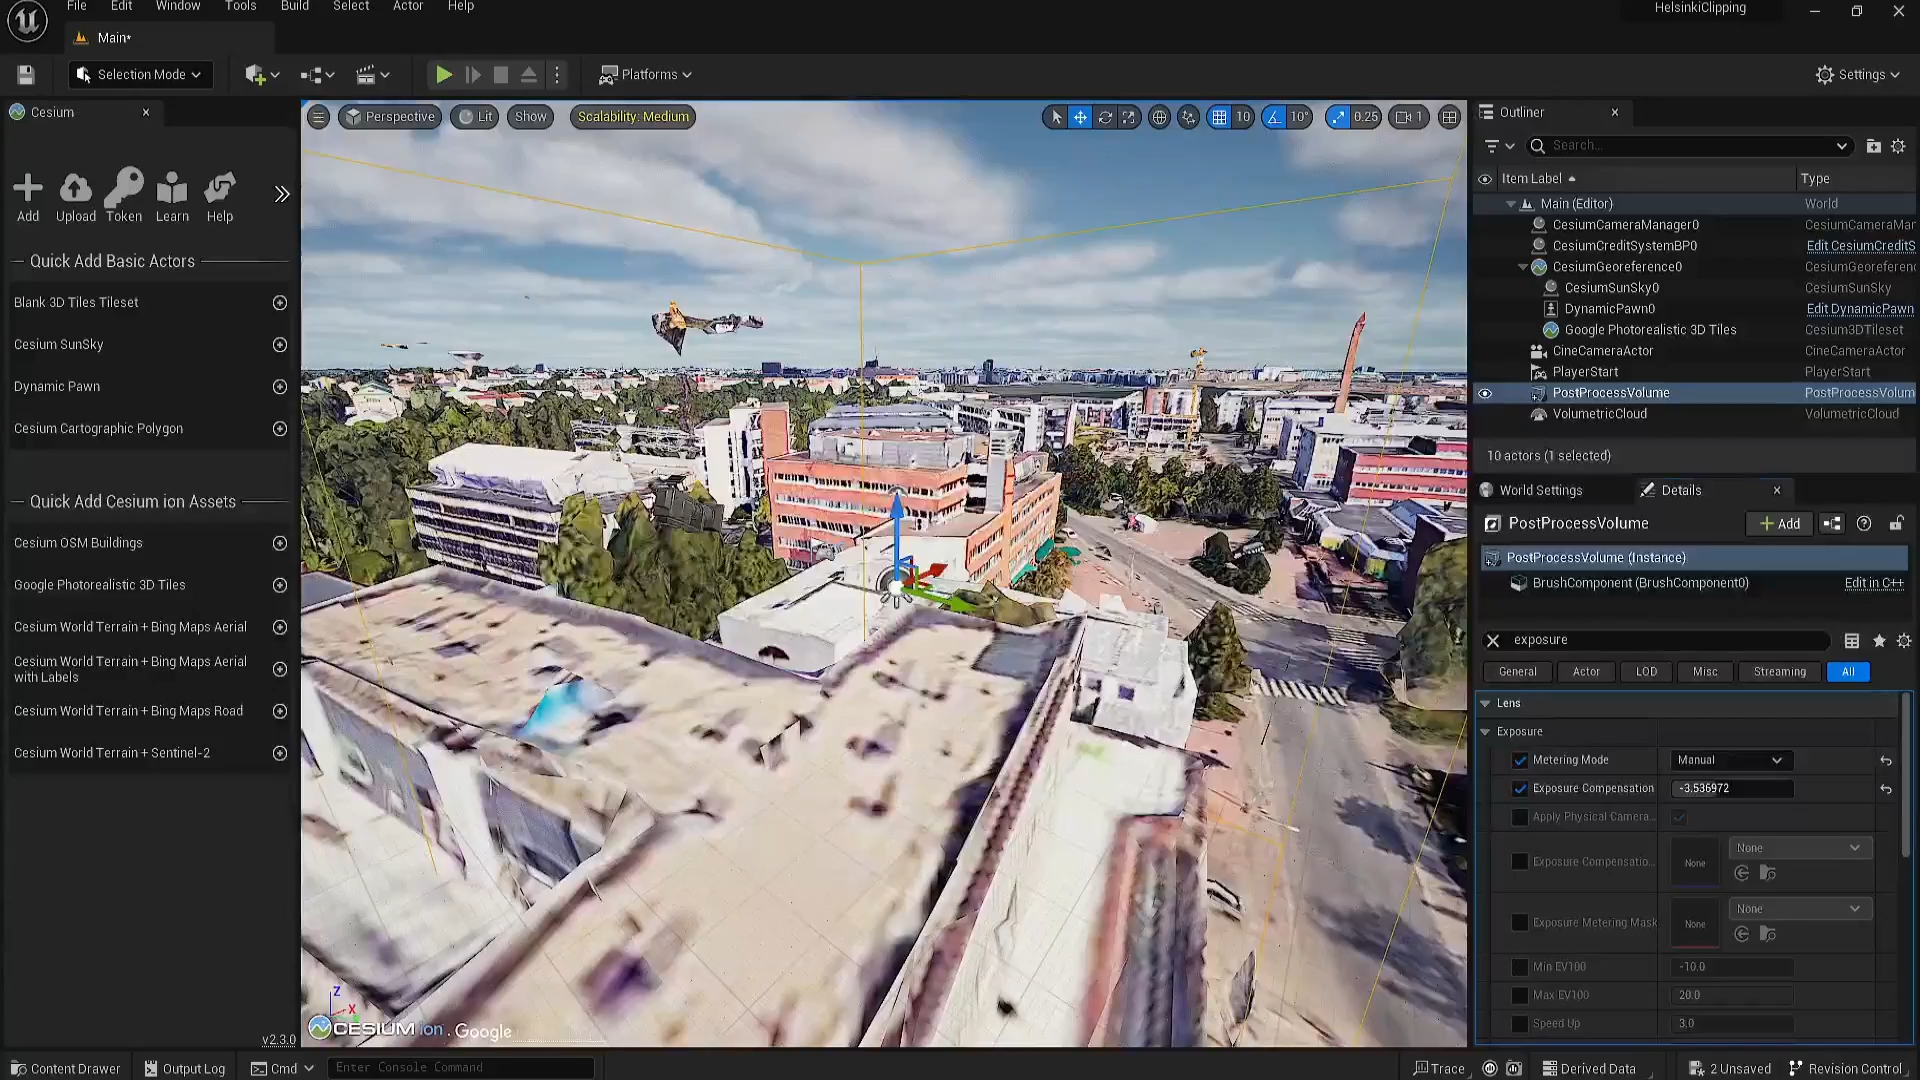 File Edit Window Tools Build Select Actor Help
HelsinkiClipping
Main*
Selection Mode
Platforms
Settings
Cesium
Add Upload Token Learn Help
Quick Add Basic Actors
Blank 3D Tiles Tileset
Cesium SunSky
Dynamic Pawn
Cesium Cartographic Polygon
Quick Add Cesium ion Assets
Cesium OSM Buildings
Google Photorealistic 3D Tiles
Cesium World Terrain + Bing Maps Aerial
Cesium World Terrain + Bing Maps Aerial
with Labels
Cesium World Terrain + Bing Maps Road
Cesium World Terrain + Sentinel-2
v2.3.0
Perspective Lit Show Scalability: Medium
10 10° 0.25 1
Z
X
CESIUM ion . Google
Outliner
Search...
Item Label Type
Main (Editor) World
CesiumCameraManager0 CesiumCameraMar
CesiumCreditSystemBP0 Edit CesiumCreditS
CesiumGeoreference0 CesiumGeoreferenc
CesiumSunSky0 CesiumSunSky
DynamicPawn0 Edit DynamicPawn
Google Photorealistic 3D Tiles Cesium3DTileset
CineCameraActor CineCameraActor
PlayerStart PlayerStart
PostProcessVolume PostProcessVolum
VolumetricCloud VolumetricCloud
10 actors (1 selected)
World Settings Details
PostProcessVolume Add
PostProcessVolume (Instance)
BrushComponent (BrushComponent0) Edit in C++
exposure
General Actor LOD Misc Streaming All
Lens
Exposure
Metering Mode Manual
Exposure Compensation -3.536972
Apply Physical Camera...
Exposure Compensatio... None None
Exposure Metering Mask None None
Min EV100 -10.0
Max EV100 20.0
Speed Up 3.0
Content Drawer Output Log Cmd Enter Console Command
Trace Derived Data 2 Unsaved Revision Control